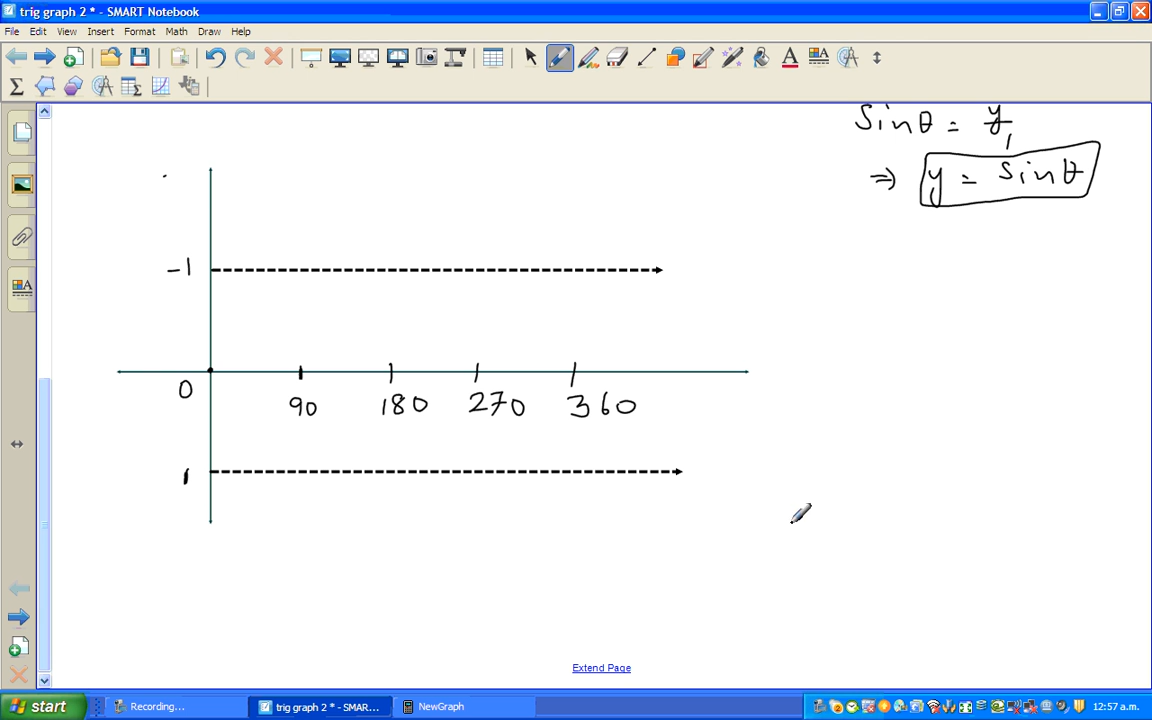 trig graph 2 * - SMART Notebook
File Edit View Insert Format Math Draw Help
sinθ = y/1
⇒ y = sinθ
-1
0
90 180 270 360
1
Extend Page
start Recording... trig graph 2 * - SMAR... NewGraph 12:57 a.m.